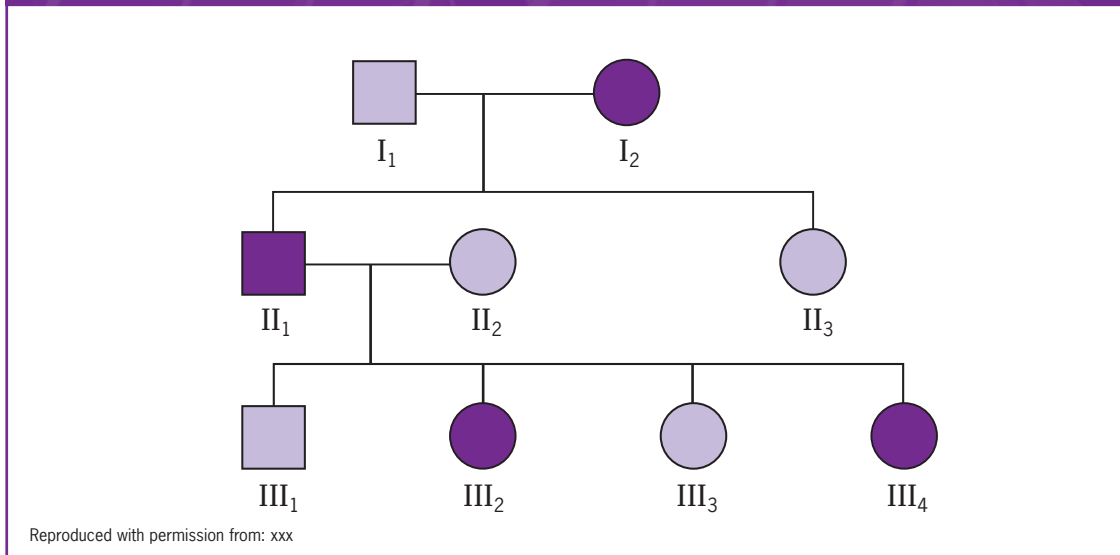 I₁ I₂
II₁ II₂ II₃
III₁ III₂ III₃ III₄
Reproduced with permission from: xxx